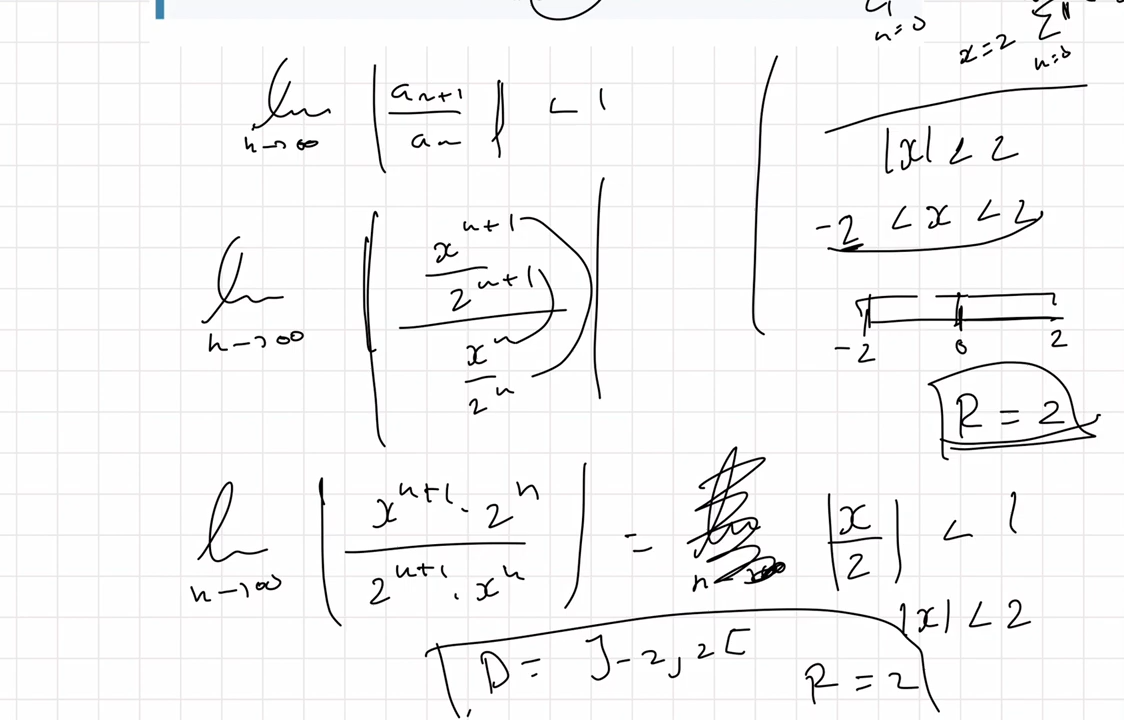 n=0
x=2 ∑ n=0
lim n→∞ |a_{n+1} / a_n| < 1
|x| < 2
-2 < x < 2
lim n→∞ |(x^{n+1} / 2^{n+1}) / (x^n / 2^n)|
-2 0 2
R = 2
lim n→∞ |(x^{n+1} · 2^n) / (2^{n+1} · x^n)| = |x/2| < 1
|x| < 2
D = ]-2, 2[
R = 2